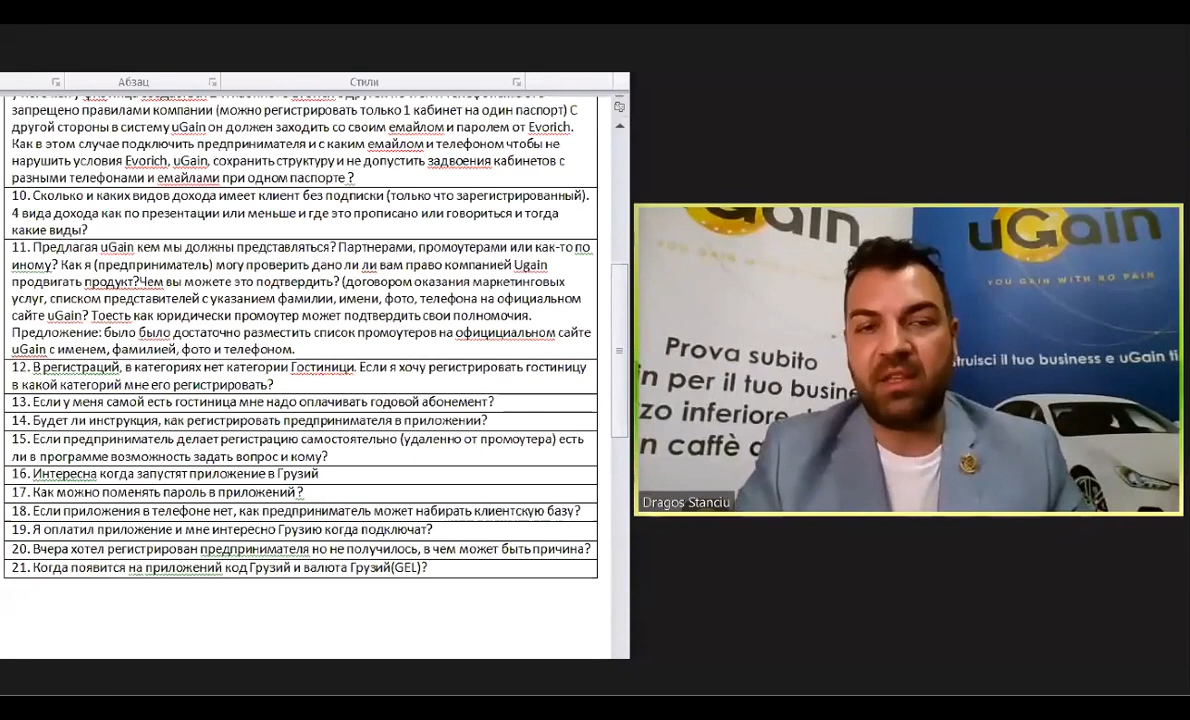 Абзац
Стили
запрещено правилами компании (можно регистрировать только 1 кабинет на один паспорт) С
другой стороны в систему uGain он должен заходить со своим емайлом и паролем от Evorich.
Как в этом случае подключить предпринимателя и с каким емайлом и телефоном чтобы не
нарушить условия Evorich, uGain, сохранить структуру и не допустить задвоения кабинетов с
разными телефонами и емайлами при одном паспорте ?
10. Сколько и каких видов дохода имеет клиент без подписки (только что зарегистрированный).
4 вида дохода как по презентации или меньше и где это прописано или говориться и тогда
какие виды?
11. Предлагая uGain кем мы должны представляться? Партнерами, промоутерами или как-то по
иному? Как я (предприниматель) могу проверить дано ли ли вам право компанией Ugain
продвигать продукт?Чем вы можете это подтвердить? (договором оказания маркетинговых
услуг, списком представителей с указанием фамилии, имени, фото, телефона на официальном
сайте uGain? Тоесть как юридически промоутер может подтвердить свои полномочия.
Предложение: было было достаточно разместить список промоутеров на официциальном сайте
uGain с именем, фамилией, фото и телефоном.
12. В регистраций, в категориях нет категории Гостиници. Если я хочу регистрировать гостиницу
в какой категорий мне его регистрировать?
13. Если у меня самой есть гостиница мне надо оплачивать годовой абонемент?
14. Будет ли инструкция, как регистрировать предпринимателя в приложении?
15. Если предприниматель делает регистрацию самостоятельно (удаленно от промоутера) есть
ли в программе возможность задать вопрос и кому?
16. Интересна когда запустят приложение в Грузий
17. Как можно поменять пароль в приложений ?
18. Если приложения в телефоне нет, как предприниматель может набирать клиентскую базу?
19. Я оплатил приложение и мне интересно Грузию когда подключат?
20. Вчера хотел регистрирован предпринимателя но не получилось, в чем может быть причина?
21. Когда появится на приложений код Грузий и валюта Грузий(GEL)?
uGain
YOU GAIN WITH NO PAIN
Prova subito
n per il tuo busine
zo inferiore
n caffè
truisci il tuo business e uGain ti
Dragos Stanciu